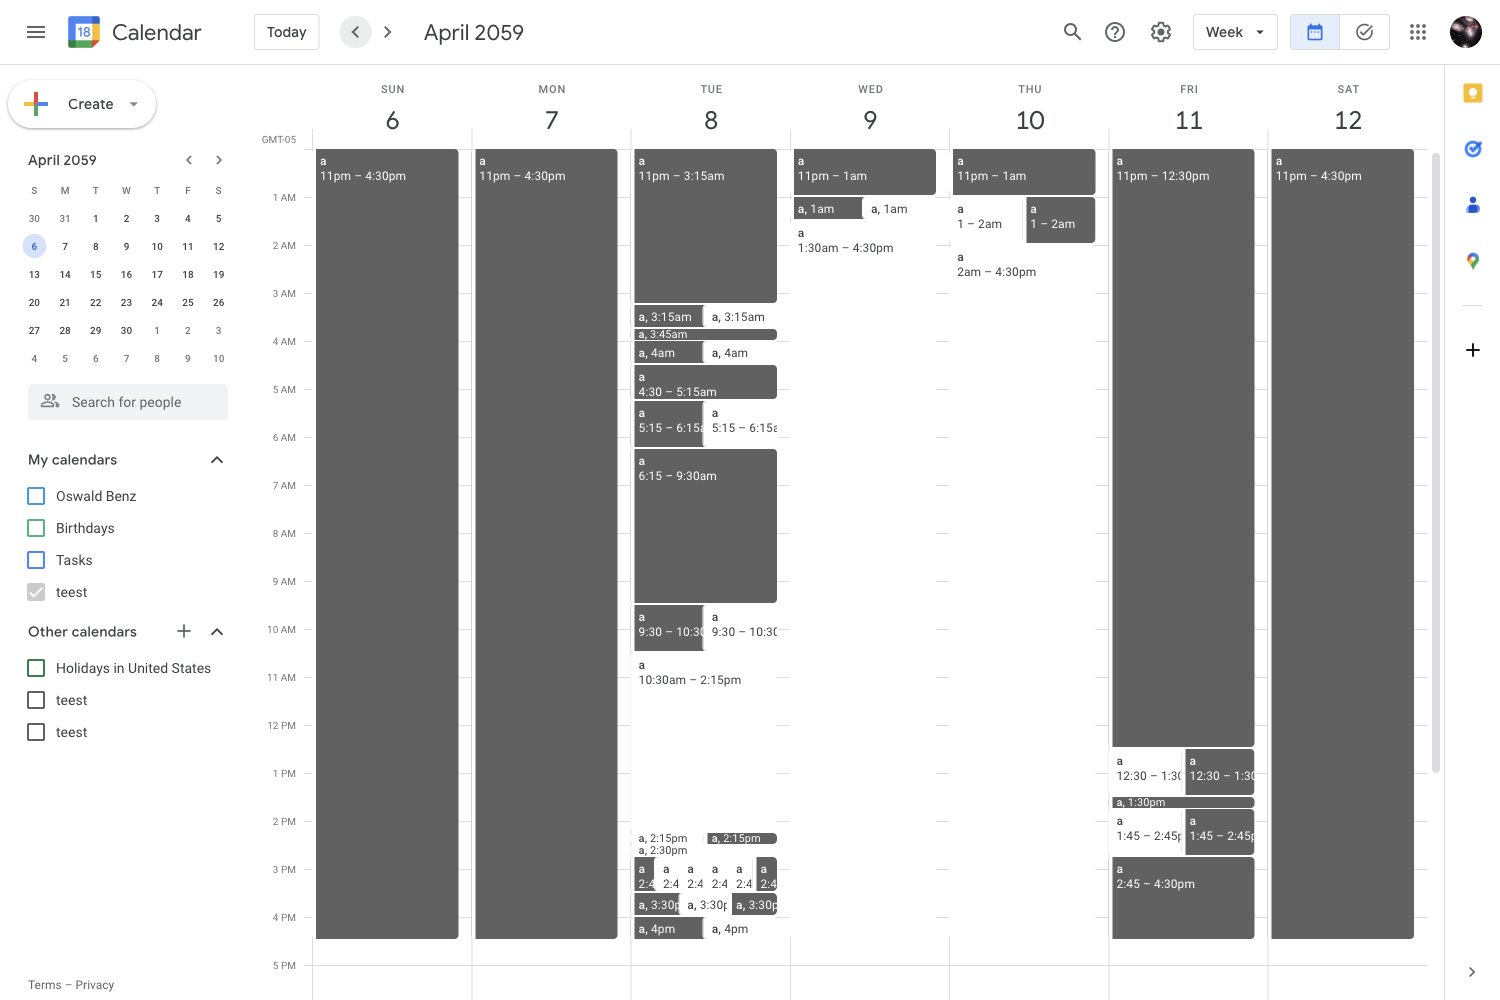 18 Calendar
Today
April 2059
Week
Create
April 2059
S M T W T F S
30 31 1 2 3 4 5
6 7 8 9 10 11 12
13 14 15 16 17 18 19
20 21 22 23 24 25 26
27 28 29 30 1 2 3
4 5 6 7 8 9 10
Search for people
My calendars
Oswald Benz
Birthdays
Tasks
teest
Other calendars
Holidays in United States
teest
teest
Terms – Privacy
SUN MON TUE WED THU FRI SAT
6 7 8 9 10 11 12
GMT-05
1 AM
2 AM
3 AM
4 AM
5 AM
6 AM
7 AM
8 AM
9 AM
10 AM
11 AM
12 PM
1 PM
2 PM
3 PM
4 PM
5 PM
a
11pm – 4:30pm
a
11pm – 4:30pm
a
11pm – 3:15am
a, 3:15am a, 3:15am
a, 3:45am
a, 4am a, 4am
a
4:30 – 5:15am
a a
5:15 – 6:15a 5:15 – 6:15a
a
6:15 – 9:30am
a a
9:30 – 10:30 9:30 – 10:30
a
10:30am – 2:15pm
a, 2:15pm a, 2:15pm
a, 2:30pm
a a a a a a
2:4 2:4 2:4 2:4 2:4 2:4
a, 3:30p a, 3:30p a, 3:30p
a, 4pm a, 4pm
a
11pm – 1am
a, 1am a, 1am
a
1:30am – 4:30pm
a
11pm – 1am
a a
1 – 2am 1 – 2am
a
2am – 4:30pm
a
11pm – 12:30pm
a a
12:30 – 1:30 12:30 – 1:30
a, 1:30pm
a a
1:45 – 2:45p 1:45 – 2:45p
a
2:45 – 4:30pm
a
11pm – 4:30pm